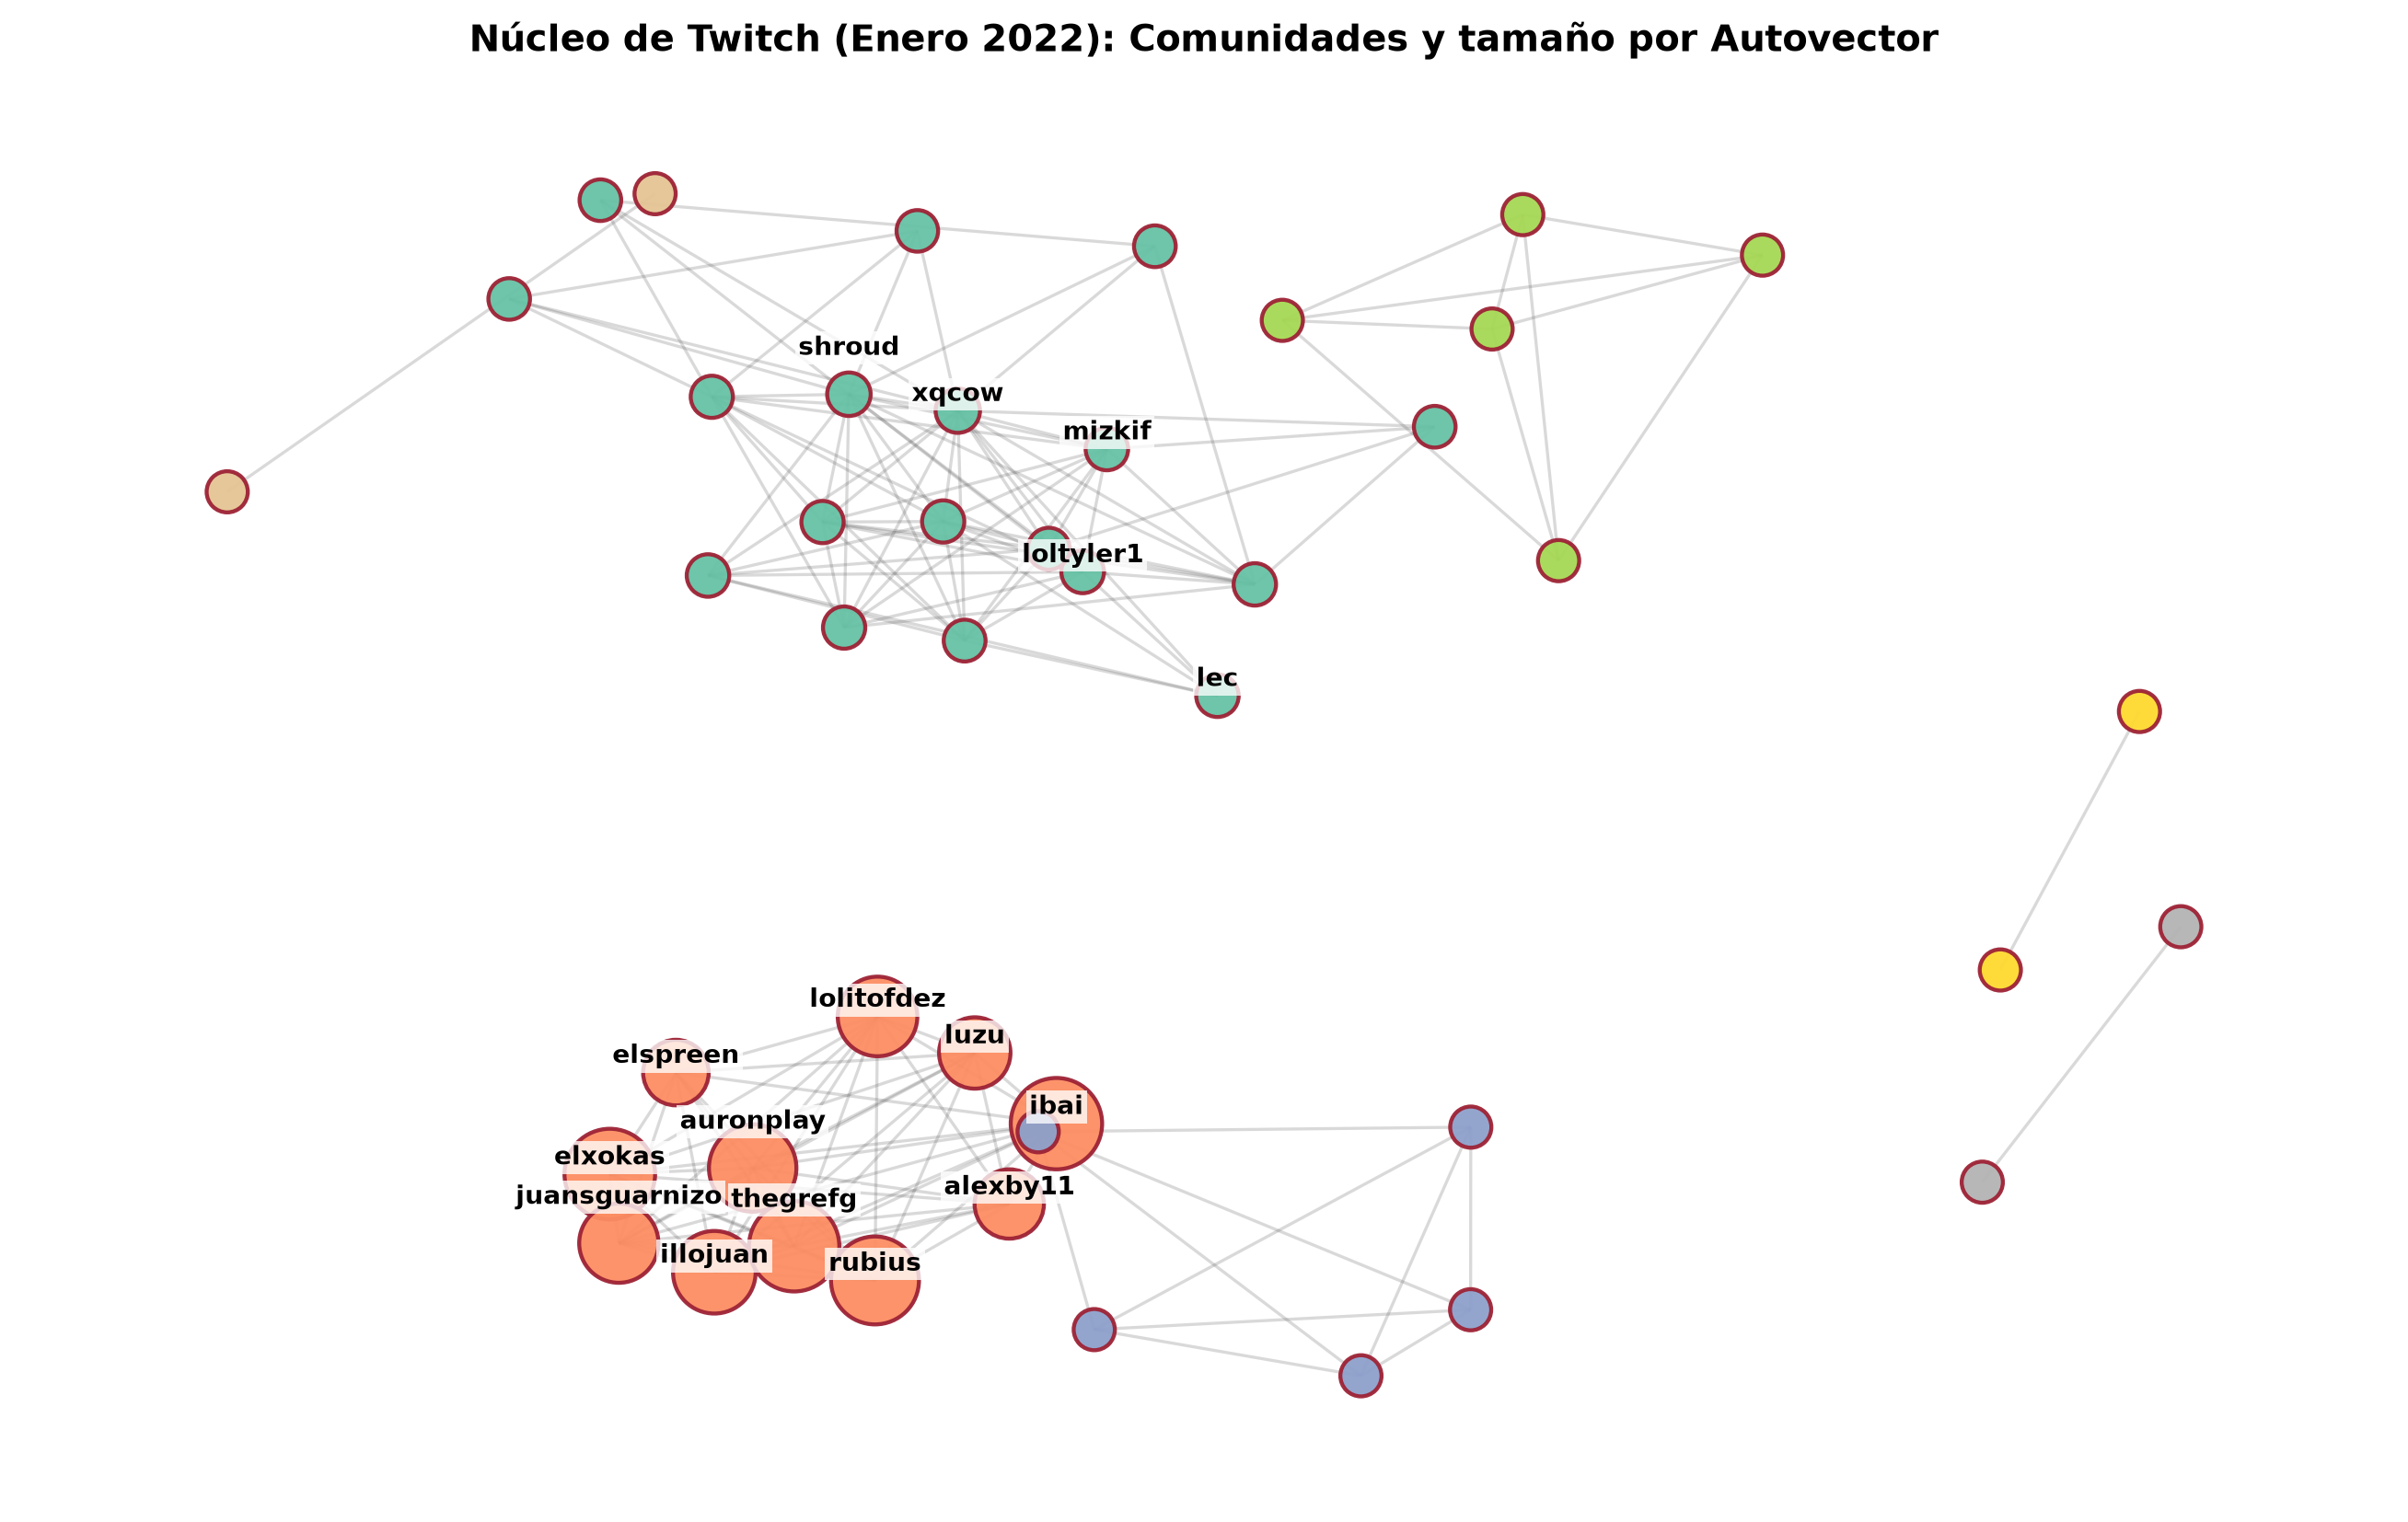 Núcleo de Twitch (Enero 2022): Comunidades y tamaño por Autovector
shroud
xqcow
mizkif
loltyler1
lec
lolitofdez
luzu
elspreen
ibai
auronplay
elxokas
alexby11
juansguarnizo
thegrefg
illojuan
rubius